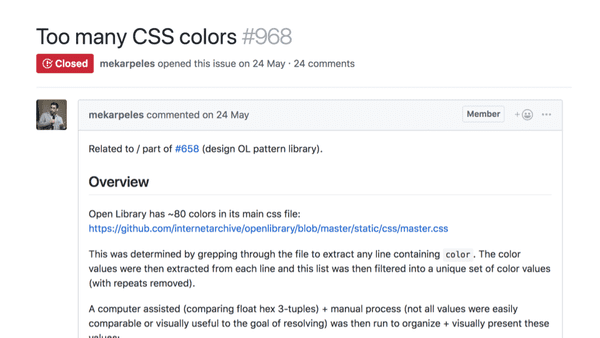 Too many CSS colors #968
Closed mekarpeles opened this issue on 24 May · 24 comments
mekarpeles commented on 24 May Member
Related to / part of #658 (design OL pattern library).
Overview
Open Library has ~80 colors in its main css file:
https://github.com/internetarchive/openlibrary/blob/master/static/css/master.css
This was determined by grepping through the file to extract any line containing color . The color
values were then extracted from each line and this list was then filtered into a unique set of color values
(with repeats removed).
A computer assisted (comparing float hex 3-tuples) + manual process (not all values were easily
comparable or visually useful to the goal of resolving) was then run to organize + visually present these
values: